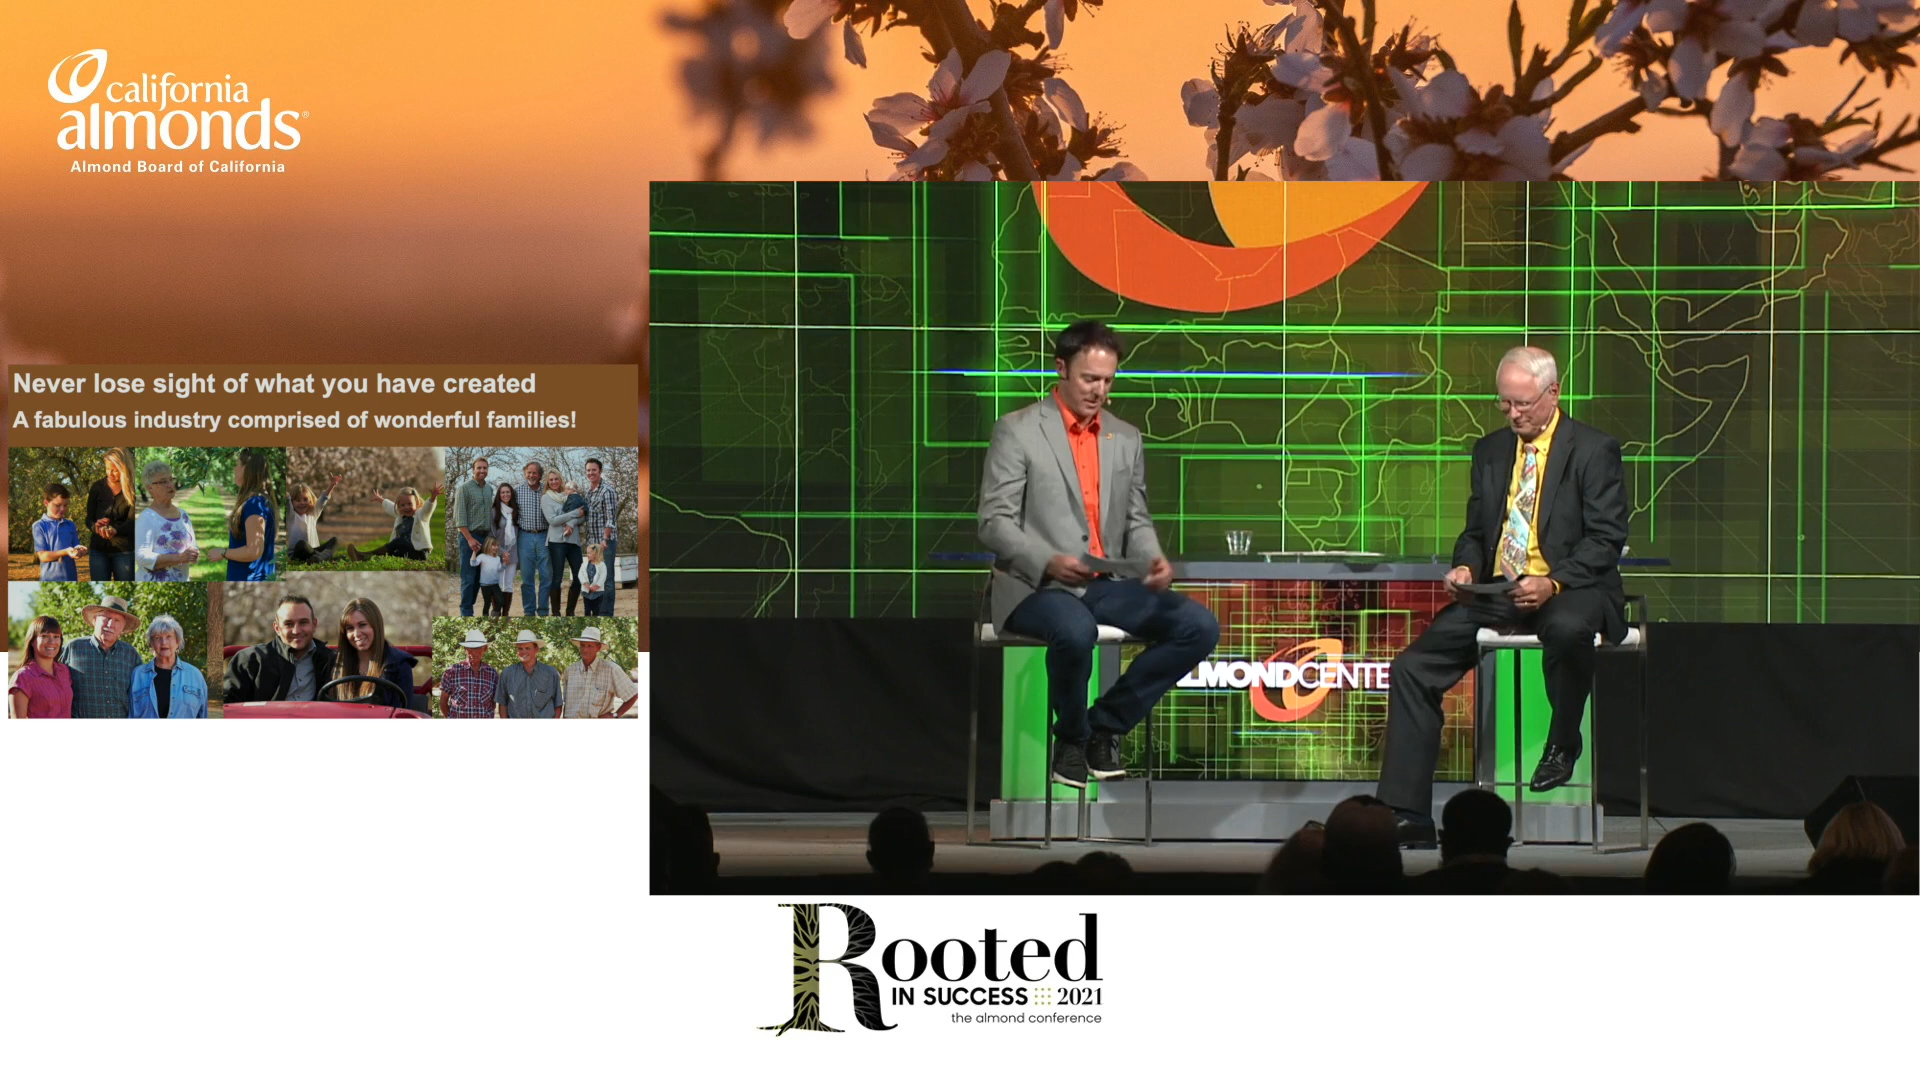 california
almonds®
Almond Board of California
Never lose sight of what you have created
A fabulous industry comprised of wonderful families!
LMONDCENTE
Rooted
IN SUCCESS 2021
the almond conference